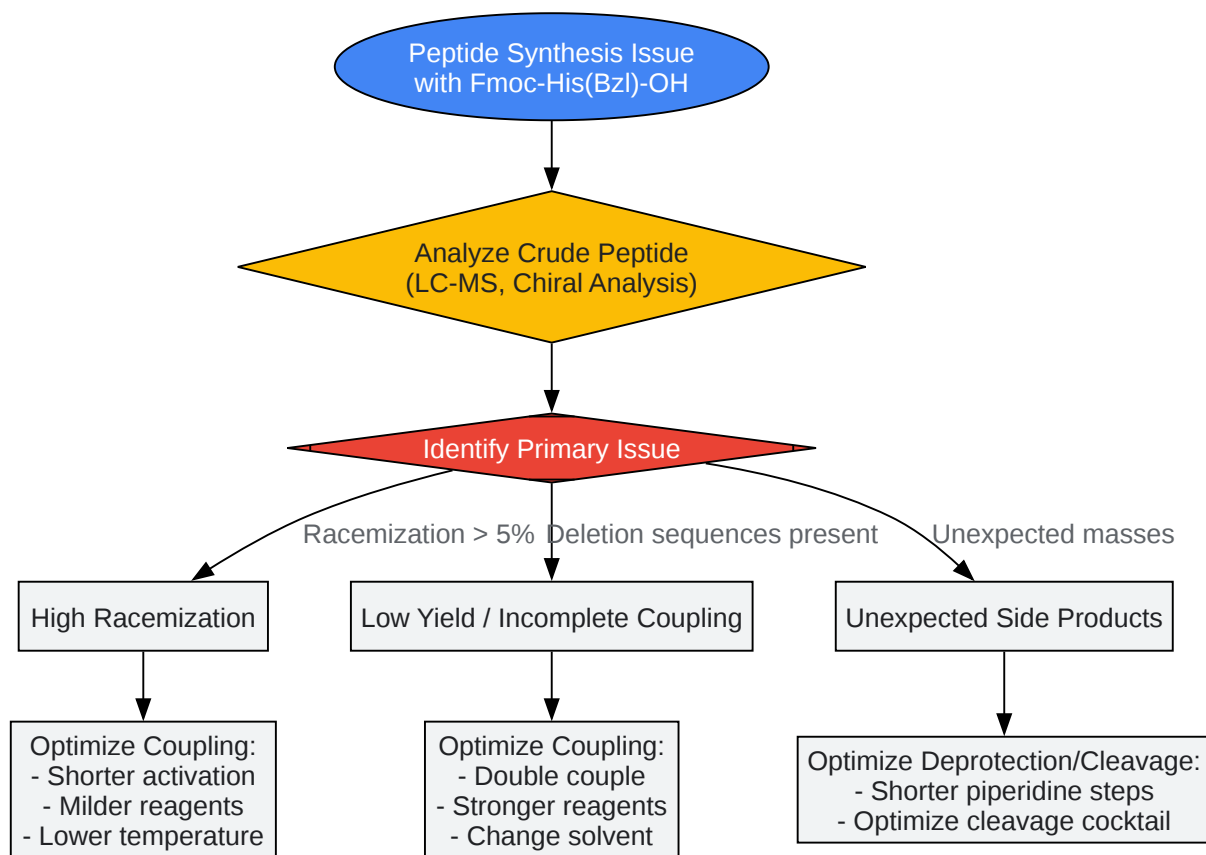 Peptide Synthesis Issue
with Fmoc-His(Bzl)-OH
Analyze Crude Peptide
(LC-MS, Chiral Analysis)
Identify Primary Issue
Racemization > 5%
Deletion sequences present
Unexpected masses
High Racemization
Low Yield / Incomplete Coupling
Unexpected Side Products
Optimize Coupling:
- Shorter activation
- Milder reagents
- Lower temperature
Optimize Coupling:
- Double couple
- Stronger reagents
- Change solvent
Optimize Deprotection/Cleavage:
- Shorter piperidine steps
- Optimize cleavage cocktail